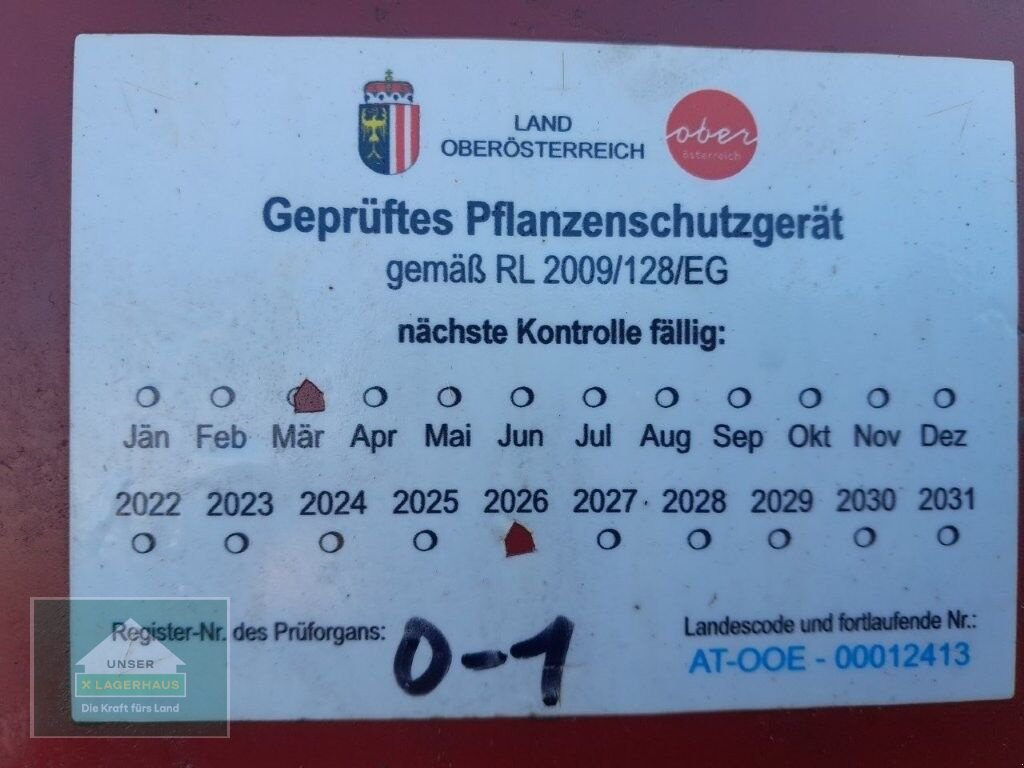 LAND
OBERÖSTERREICH
ober
österreich
Geprüftes Pflanzenschutzgerät
gemäß RL 2009/128/EG
nächste Kontrolle fällig:
Jän Feb Mär Apr Mai Jun Jul Aug Sep Okt Nov Dez
2022 2023 2024 2025 2026 2027 2028 2029 2030 2031
Register-Nr. des Prüforgans: 0-1
Landescode und fortlaufende Nr.:
AT-OOE - 00012413
UNSER
X LAGERHAUS
Die Kraft fürs Land